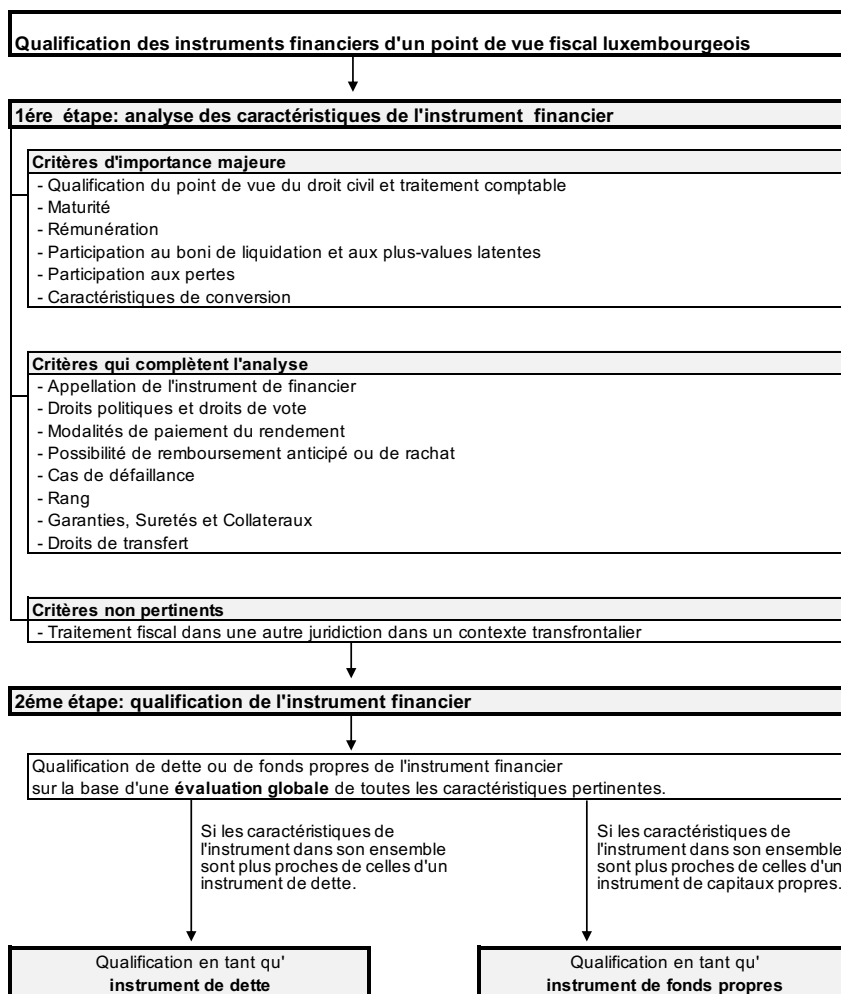 Qualification des instruments financiers d'un point de vue fiscal luxembourgeois
1ére étape: analyse des caractéristiques de l'instrument financier
Critères d'importance majeure
- Qualification du point de vue du droit civil et traitement comptable
- Maturité
- Rémunération
- Participation au boni de liquidation et aux plus-values latentes
- Participation aux pertes
- Caractéristiques de conversion
Critères qui complètent l'analyse
- Appellation de l'instrument de financier
- Droits politiques et droits de vote
- Modalités de paiement du rendement
- Possibilité de remboursement anticipé ou de rachat
- Cas de défaillance
- Rang
- Garanties, Suretés et Collateraux
- Droits de transfert
Critères non pertinents
- Traitement fiscal dans une autre juridiction dans un contexte transfrontalier
2éme étape: qualification de l'instrument financier
Qualification de dette ou de fonds propres de l'instrument financier
sur la base d'une évaluation globale de toutes les caractéristiques pertinentes.
Si les caractéristiques de
l'instrument dans son ensemble
sont plus proches de celles d'un
instrument de dette.
Si les caractéristiques de
l'instrument dans son ensemble
sont plus proches de celles d'un
instrument de capitaux propres.
Qualification en tant qu'
instrument de dette
Qualification en tant qu'
instrument de fonds propres